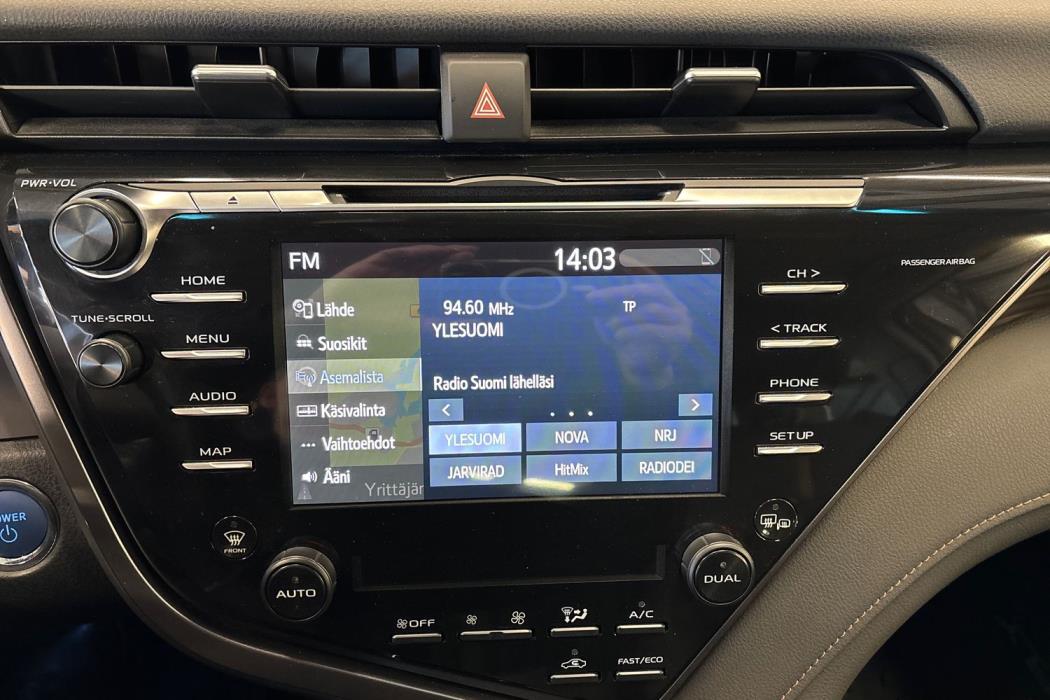 PWR•VOL
HOME
TUNE•SCROLL
MENU
AUDIO
MAP
FM
14:03
Lähde
Suosikit
Asemalista
Käsivalinta
Vaihtoehdot
Ääni
Yrittäjär
94.60 MHz
TP
YLESUOMI
Radio Suomi lähelläsi
< >
YLESUOMI NOVA NRJ
JARVIRAD HitMix RADIODEI
PASSENGER AIRBAG
CH >
< TRACK
PHONE
SETUP
OWER
FRONT
AUTO
DUAL
OFF
A/C
FAST/ECO